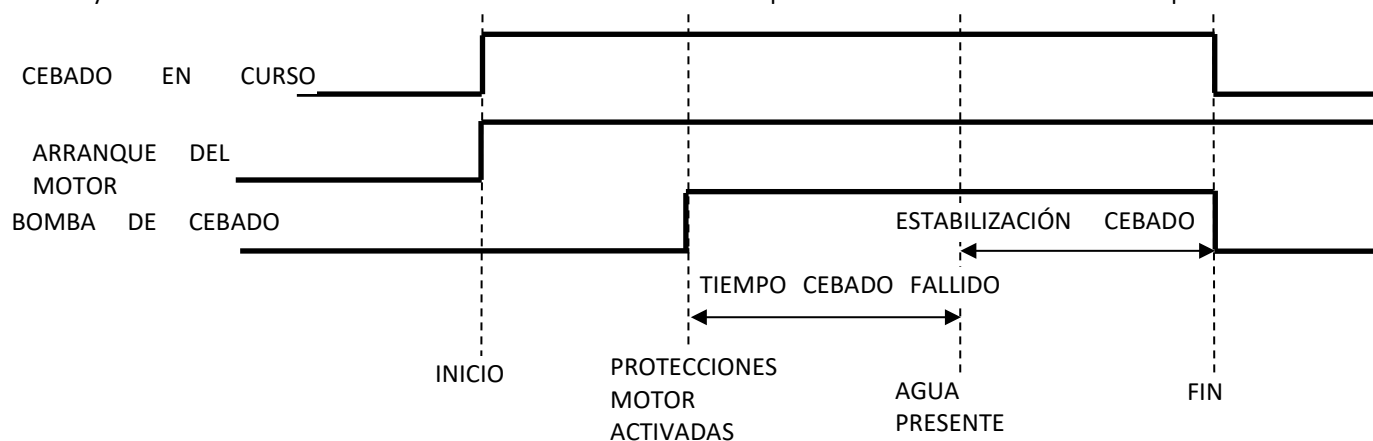 CEBADO EN CURSO
ARRANQUE DEL
MOTOR
BOMBA DE CEBADO
ESTABILIZACIÓN CEBADO
TIEMPO CEBADO FALLIDO
INICIO
PROTECCIONES
MOTOR
ACTIVADAS
AGUA
PRESENTE
FIN